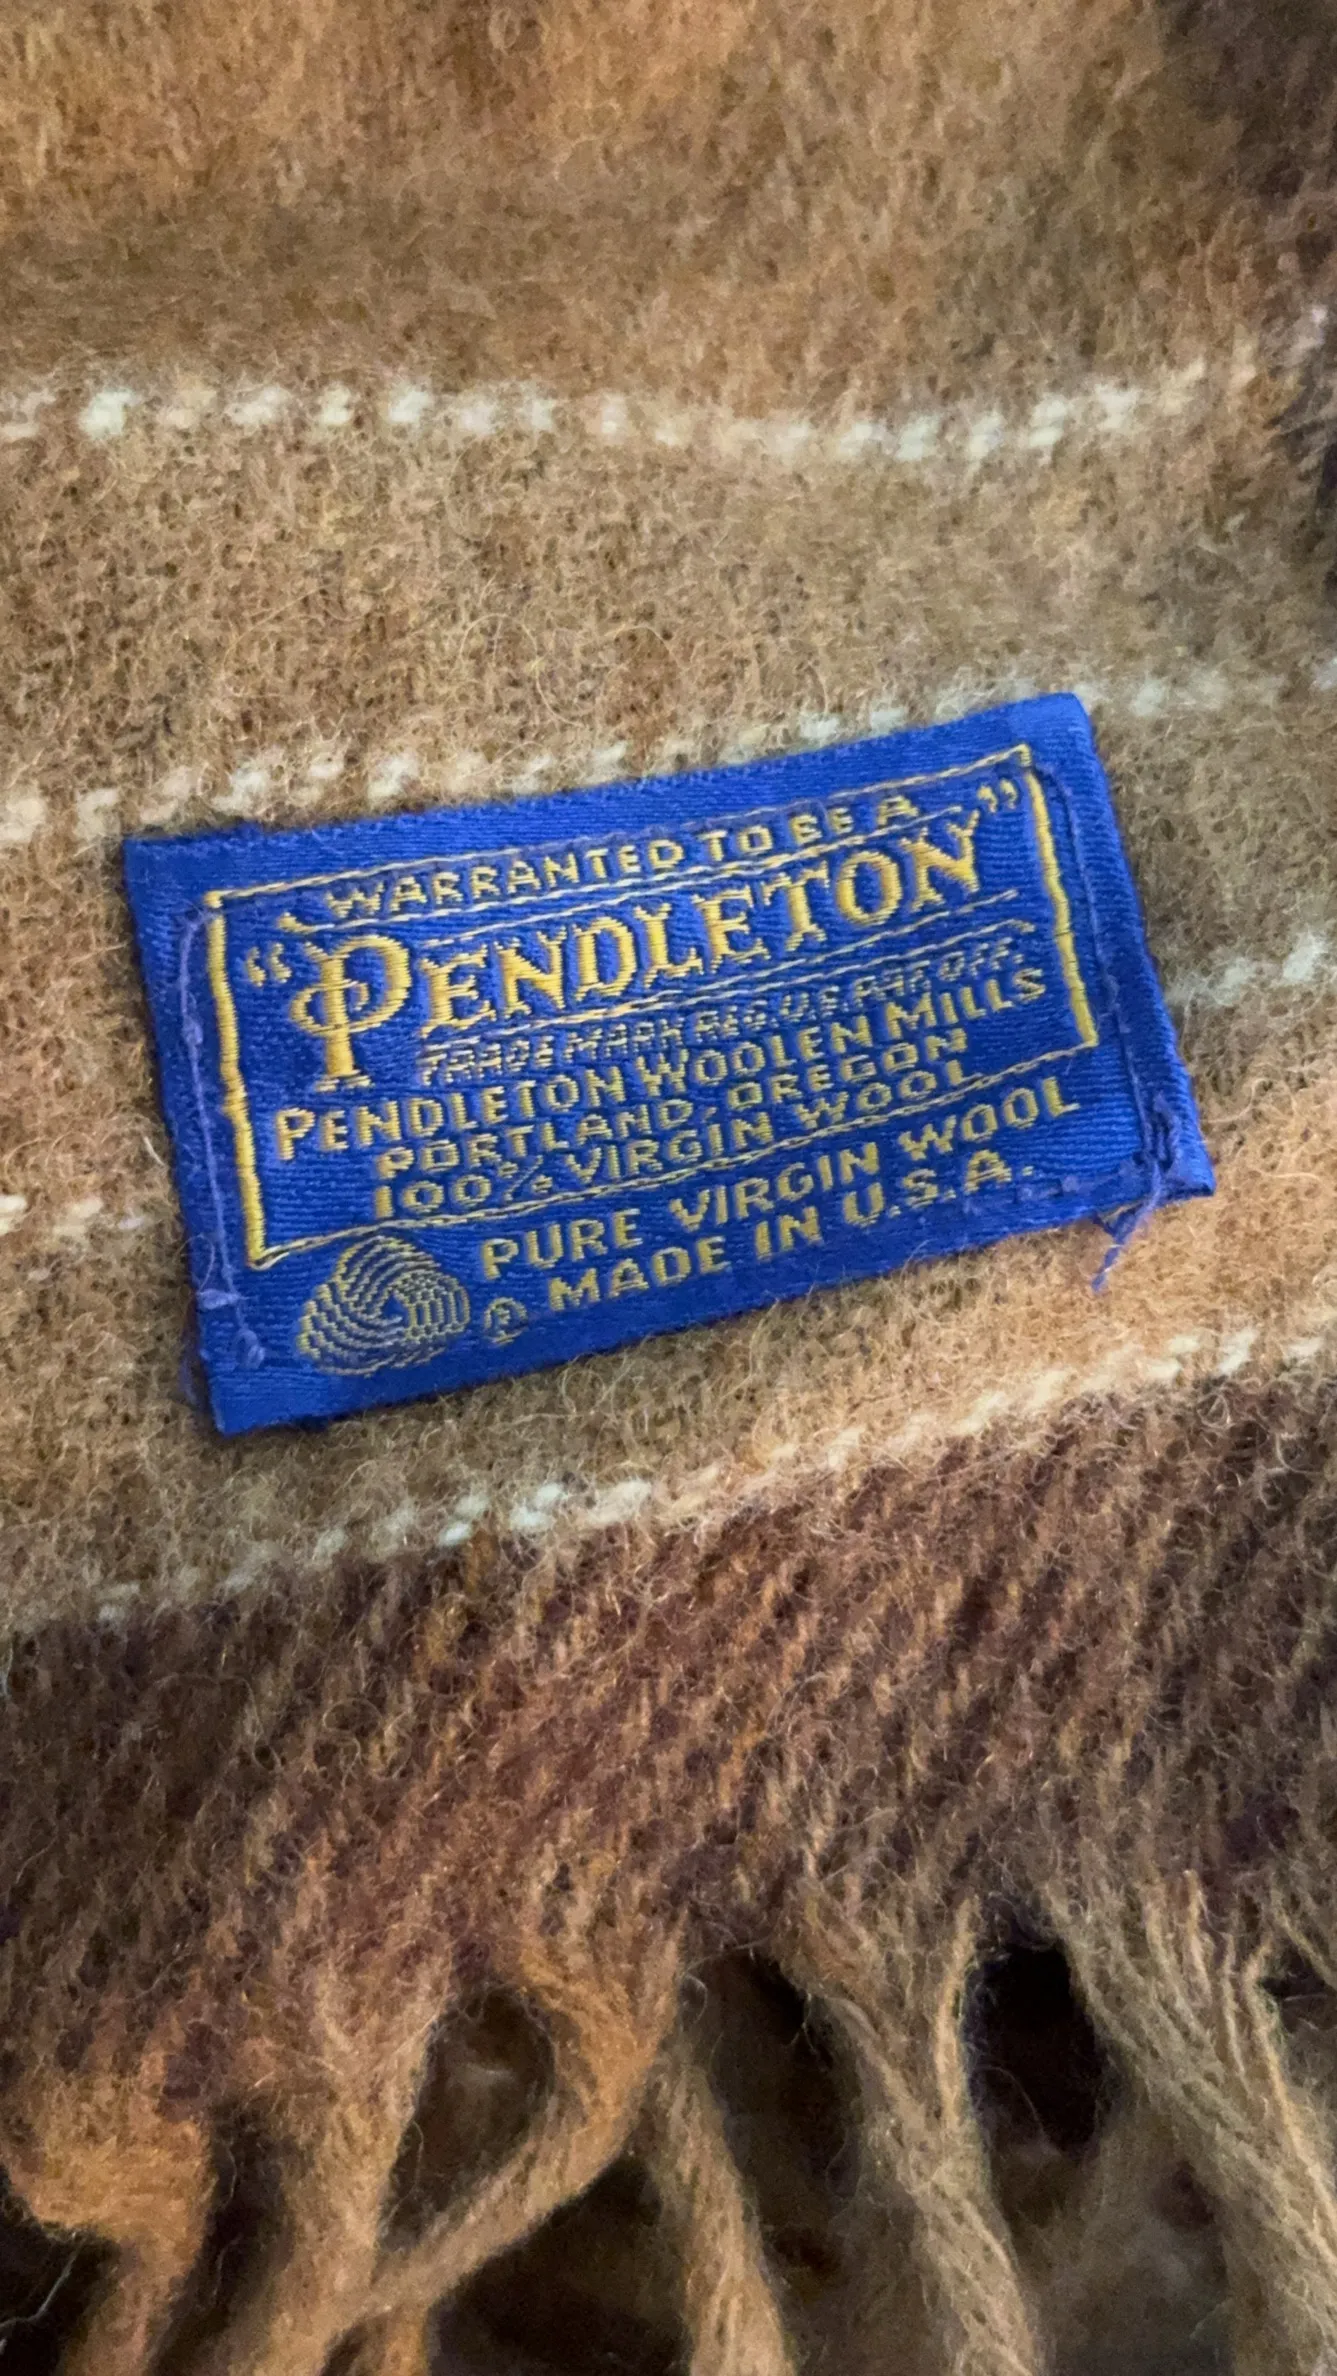 WARRANTED TO BE A
"PENDLETON"
TRADE MARK REG. U.S. PAT. OFF.
PENDLETON WOOLEN MILLS
PORTLAND, OREGON
100% VIRGIN WOOL
PURE VIRGIN WOOL
® MADE IN U.S.A.